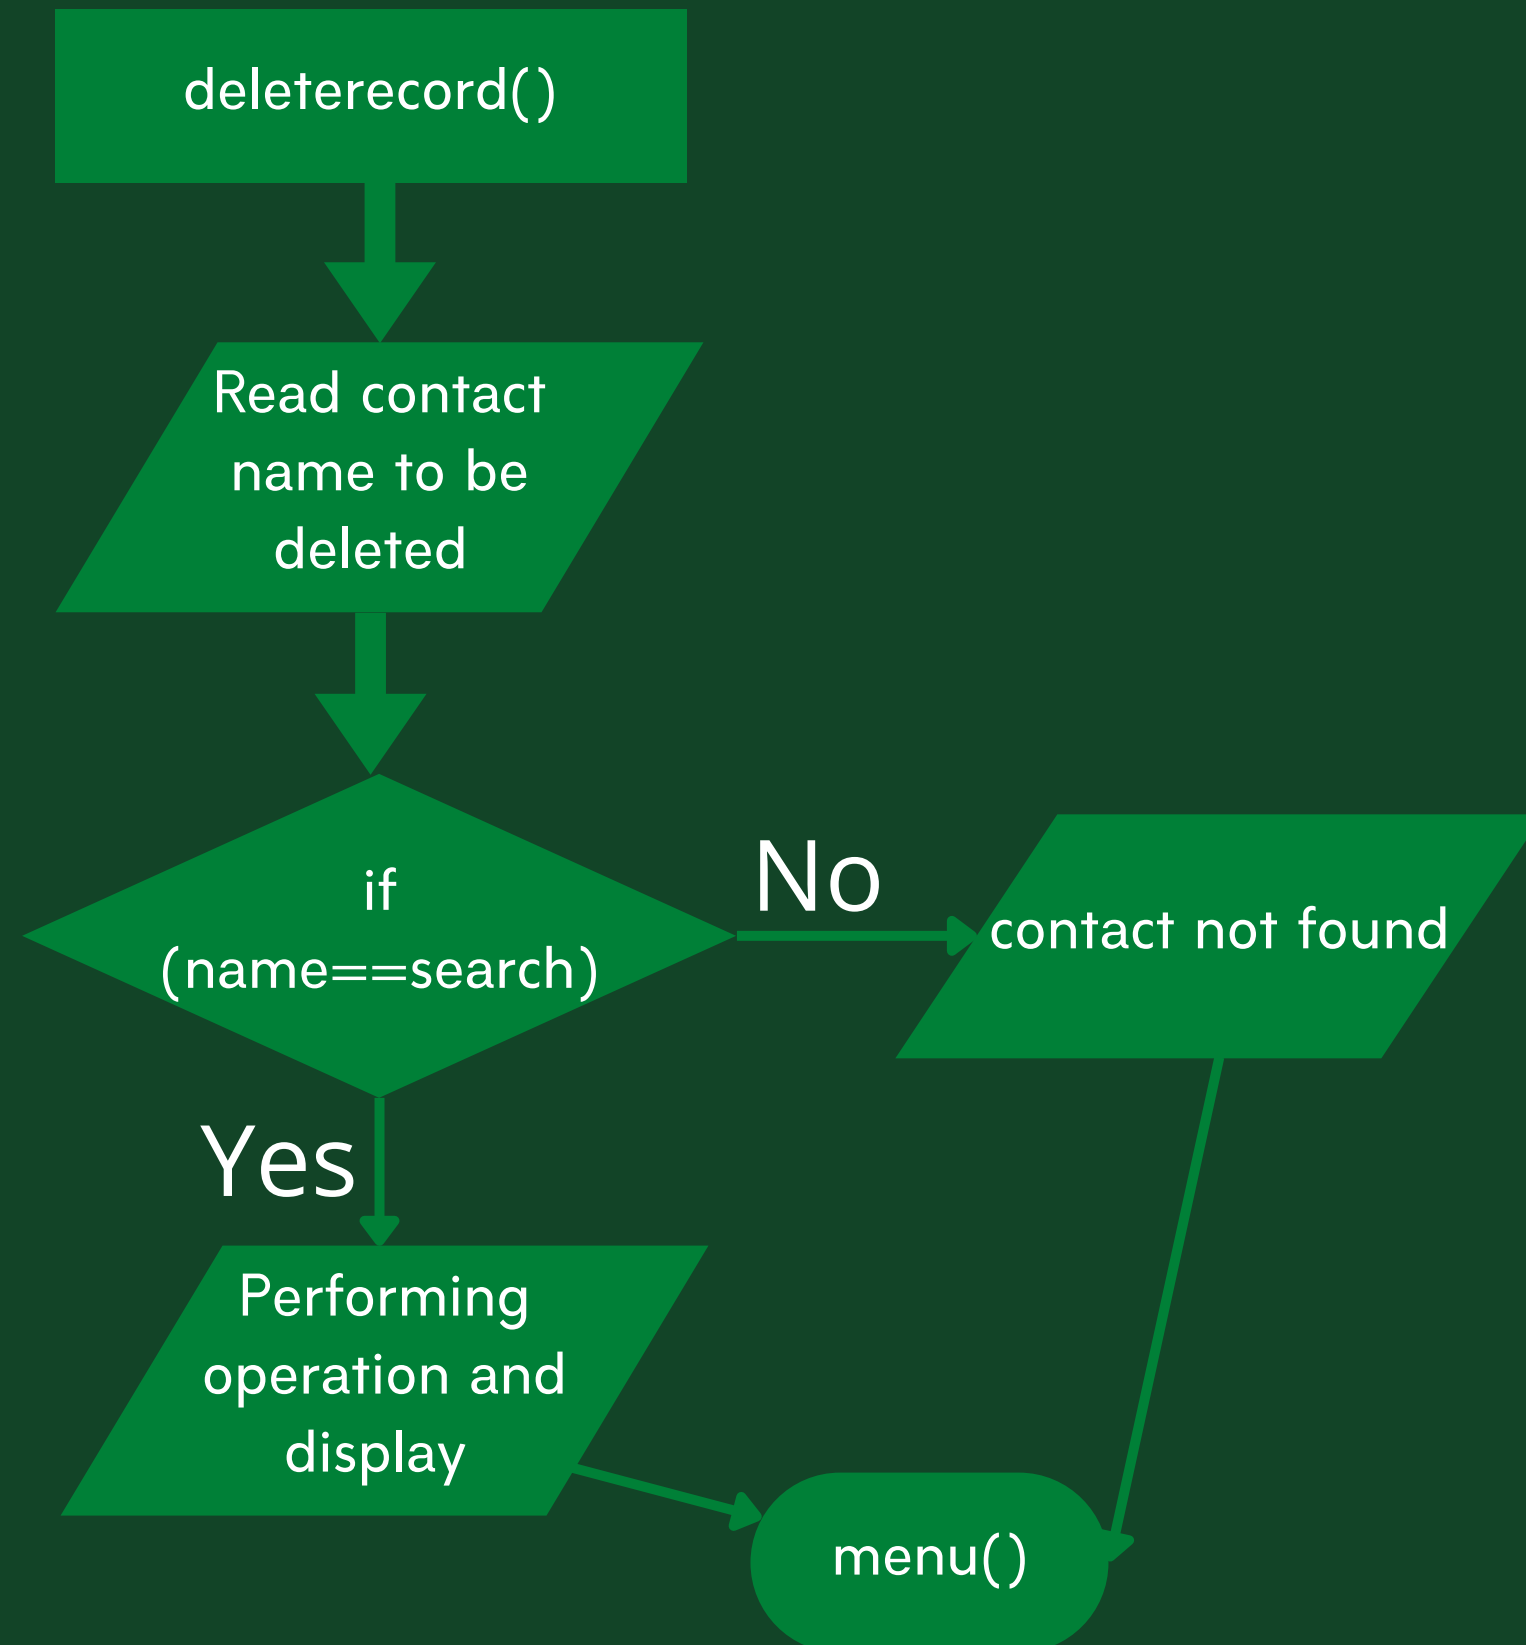 deleterecord()
Read contact
name to be
deleted
if
(name==search)
No
contact not found
Yes
Performing
operation and
display
menu()